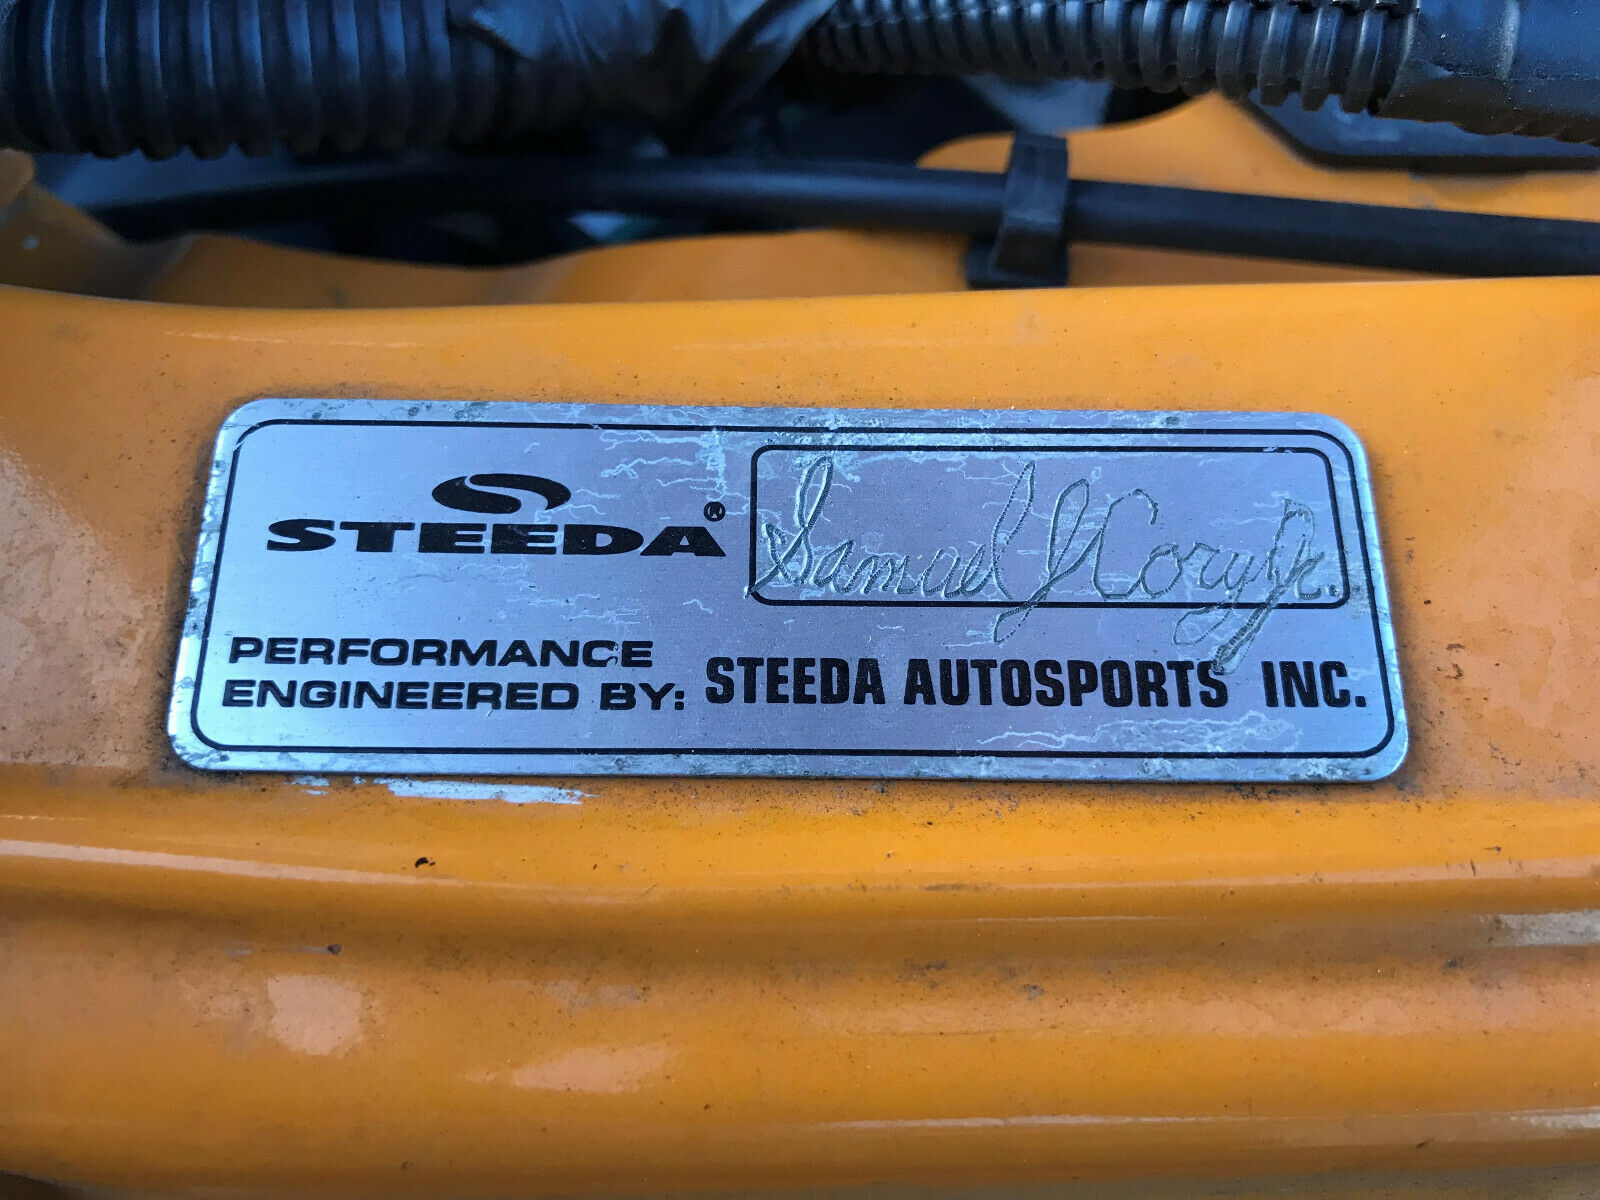 STEEDA®
Samuel J Cory Jr.
PERFORMANCE
ENGINEERED BY: STEEDA AUTOSPORTS INC.